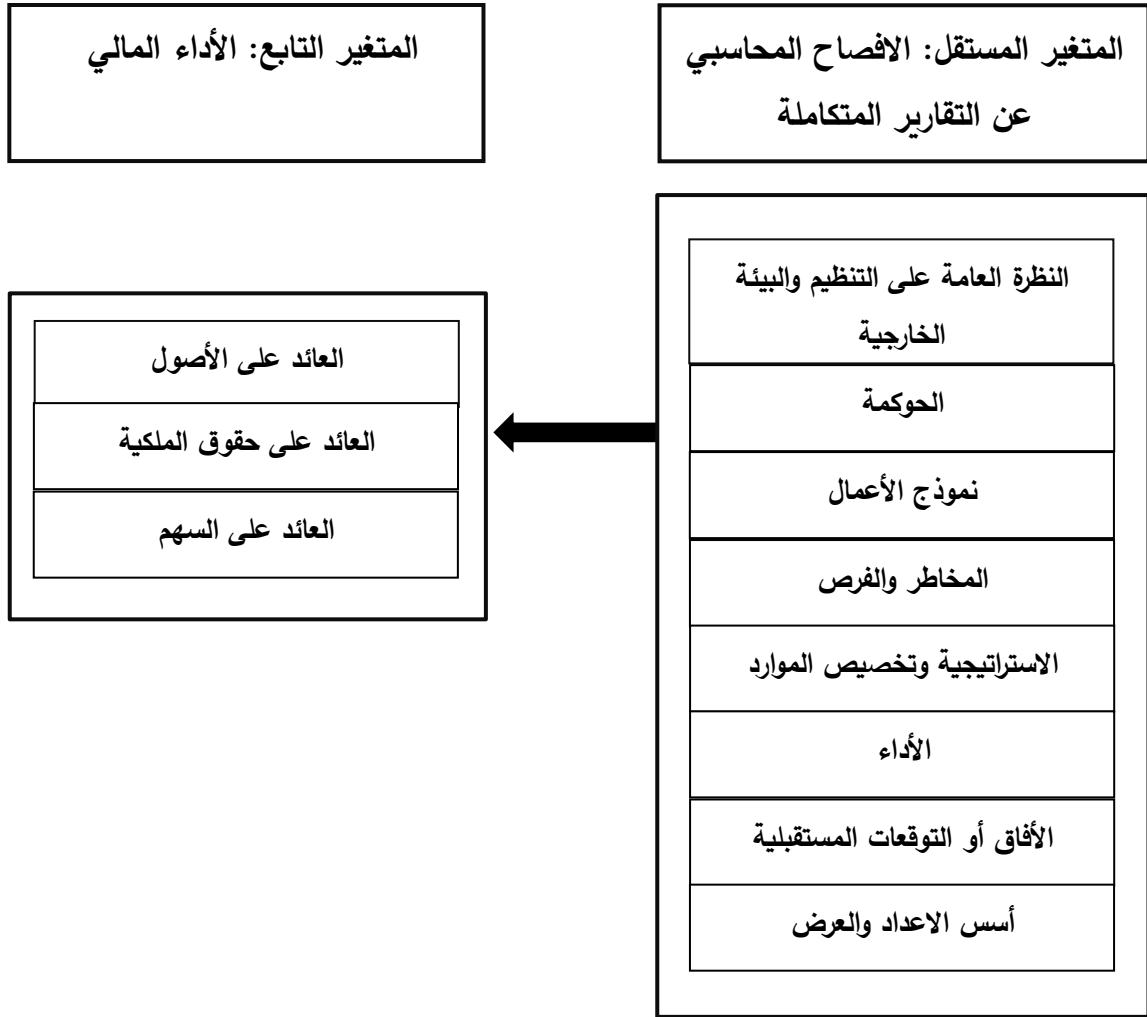 المتغير المستقل: الافصاح المحاسبي
عن التقارير المتكاملة
المتغير التابع: الأداء المالي
النظرة العامة على التنظيم والبيئة
الخارجية
الحوكمة
نموذج الأعمال
المخاطر والفرص
الاستراتيجية وتخصيص الموارد
الأداء
الأفاق أو التوقعات المستقبلية
أسس الاعداد والعرض
العائد على الأصول
العائد على حقوق الملكية
العائد على السهم